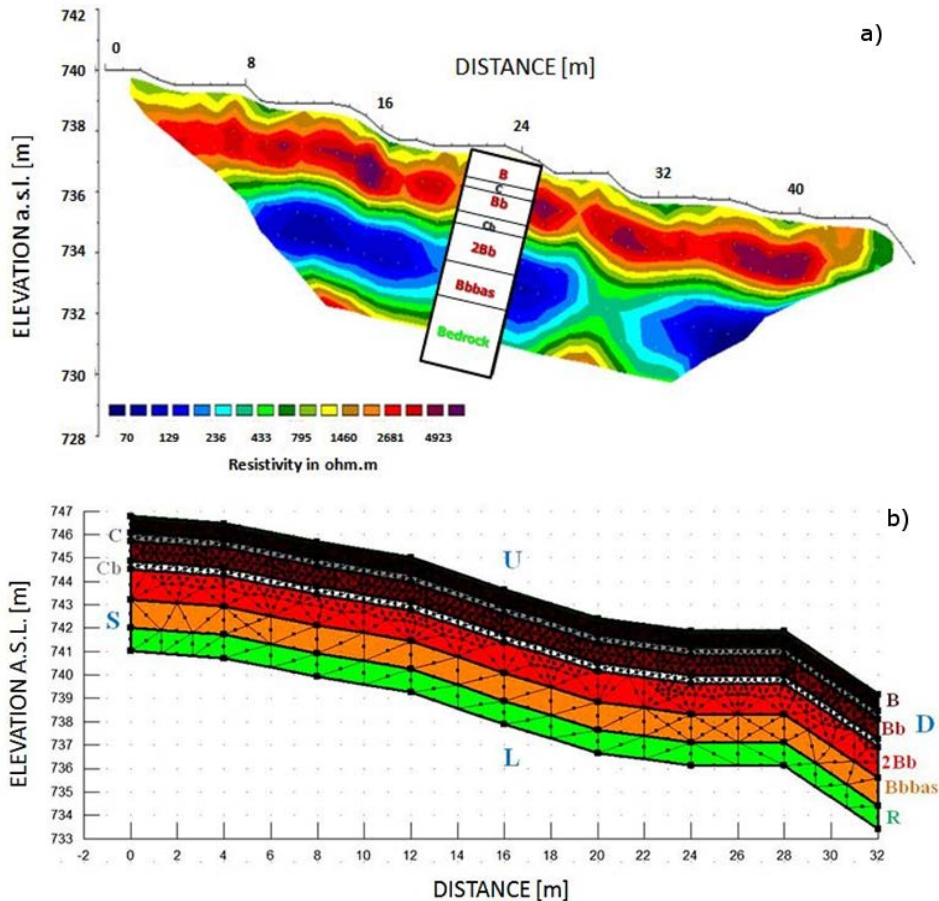 a)
742
740
738
736
734
732
730
728
ELEVATION a. s.l. [m]
0
8
DISTANCE [m]
16
24
32
40
B
C
Bb
Cb
2Bb
Bbbas
Bedrock
70 129 236 433 795 1460 2681 4923
Resistivity in ohm.m
b)
747
746
745
744
743
742
741
740
739
738
737
736
735
734
733
ELEVATION A.S.L. [m]
C
Cb
S
U
L
B
Bb
D
2Bb
Bbbas
R
-2 0 2 4 6 8 10 12 14 16 18 20 22 24 26 28 30 32
DISTANCE [m]